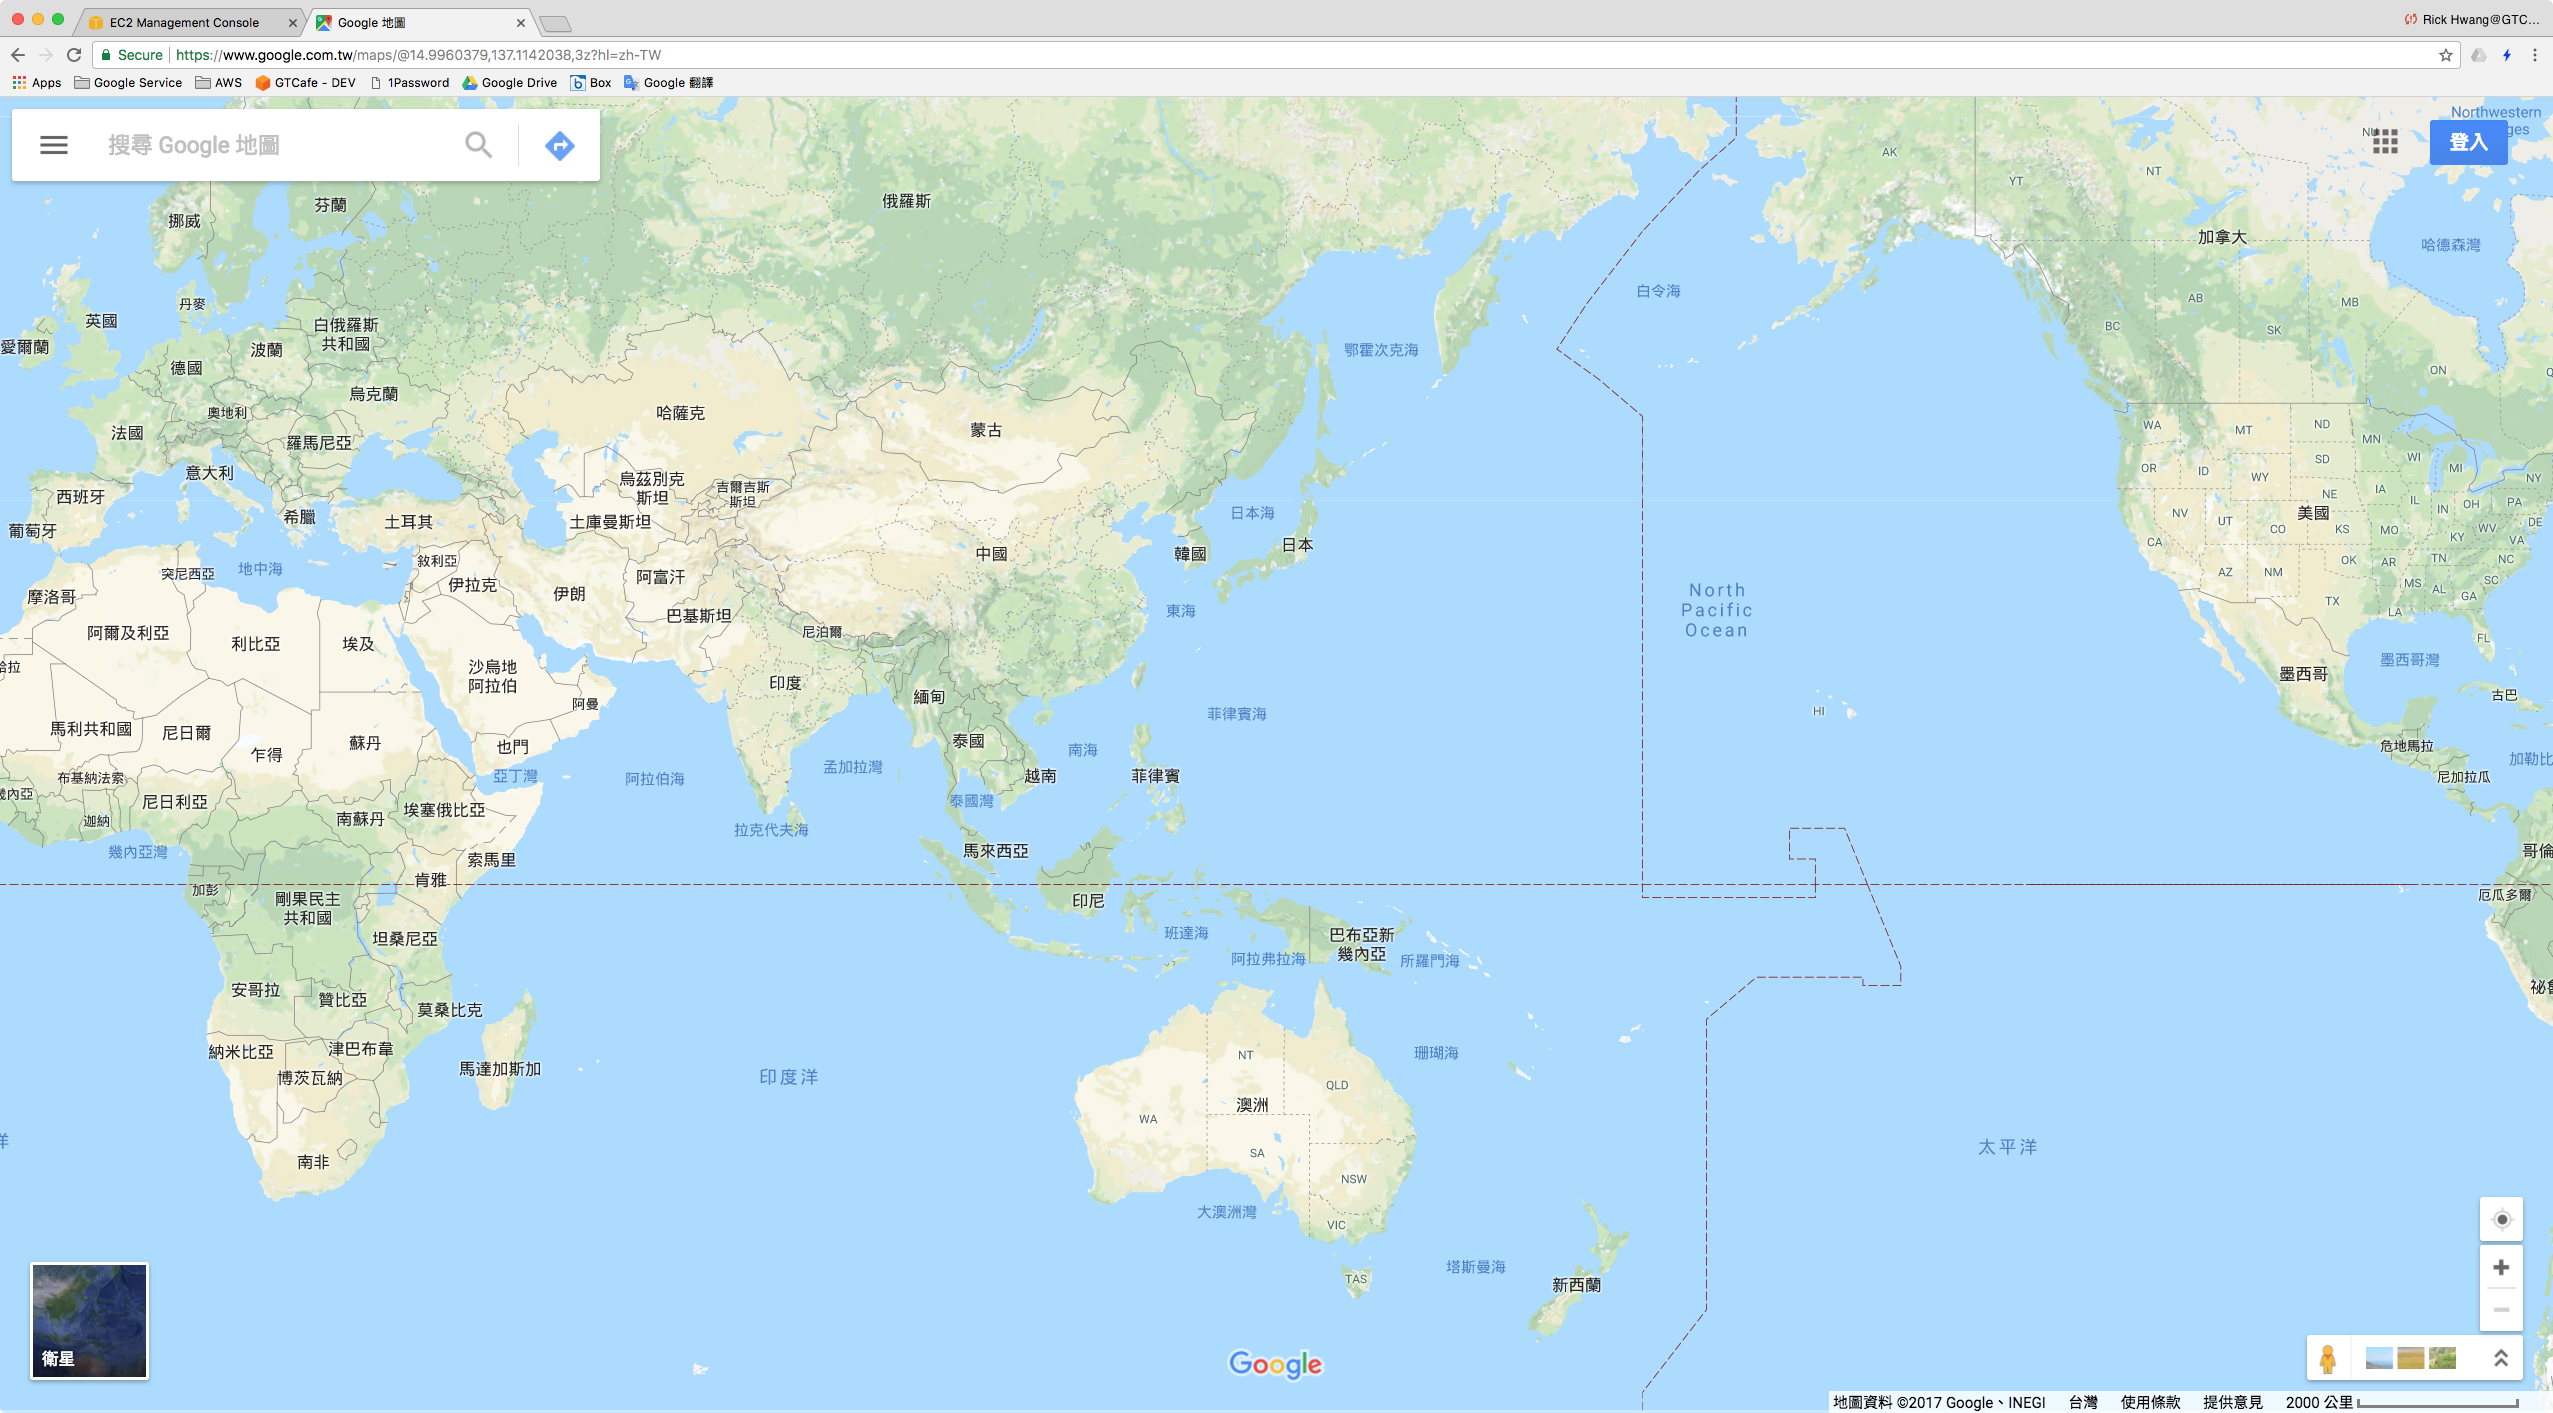 EC2 Management Console
Google 地圖
Rick Hwang@GTC...
Secure
https://www.google.com.tw/maps/@14.9960379,137.1142038,3z?hl=zh-TW
Apps
Google Service
AWS
GTCafe - DEV
1Password
Google Drive
Box
Google 翻譯
搜尋 Google 地圖
登入
Northwestern
NU
AK
YT
NT
芬蘭
挪威
俄羅斯
加拿大
哈德森灣
白令海
丹麥
英國
AB
MB
BC
SK
白俄羅斯
共和國
愛爾蘭
波蘭
鄂霍次克海
德國
ON
烏克蘭
奧地利
哈薩克
法國
蒙古
羅馬尼亞
WA
MT
ND
MN
意大利
OR
ID
WY
SD
WI
MI
NY
烏茲別克
斯坦
吉爾吉斯
斯坦
西班牙
NE
IA
IL
IN
OH
PA
希臘
土耳其
土庫曼斯坦
日本海
NV
UT
CO
美國
KS
MO
WV
DE
葡萄牙
CA
KY
VA
中國
韓國
日本
敘利亞
地中海
突尼西亞
伊拉克
伊朗
阿富汗
OK
AR
TN
NC
AZ
NM
MS
AL
GA
SC
摩洛哥
North
Pacific
Ocean
巴基斯坦
東海
TX
LA
阿爾及利亞
利比亞
埃及
尼泊爾
FL
沙烏地
阿拉伯
墨西哥灣
墨西哥
印度
緬甸
阿曼
古巴
HI
菲律賓海
馬利共和國
尼日爾
蘇丹
乍得
也門
泰國
南海
危地馬拉
加勒比
布基納法索
亞丁灣
阿拉伯海
孟加拉灣
越南
菲律賓
尼加拉瓜
尼日利亞
埃塞俄比亞
泰國灣
迦納
南蘇丹
拉克代夫海
幾內亞灣
索馬里
馬來西亞
哥倫
加彭
肯雅
剛果民主
共和國
印尼
厄瓜多爾
坦桑尼亞
班達海
巴布亞新
幾內亞
阿拉弗拉海
所羅門海
安哥拉
贊比亞
莫桑比克
納米比亞
津巴布韋
博茨瓦納
馬達加斯加
印度洋
珊瑚海
NT
QLD
澳洲
WA
SA
NSW
VIC
TAS
太平洋
南非
大澳洲灣
塔斯曼海
新西蘭
衛星
Google
地圖資料 ©2017 Google、INEGI
台灣
使用條款
提供意見
2000 公里